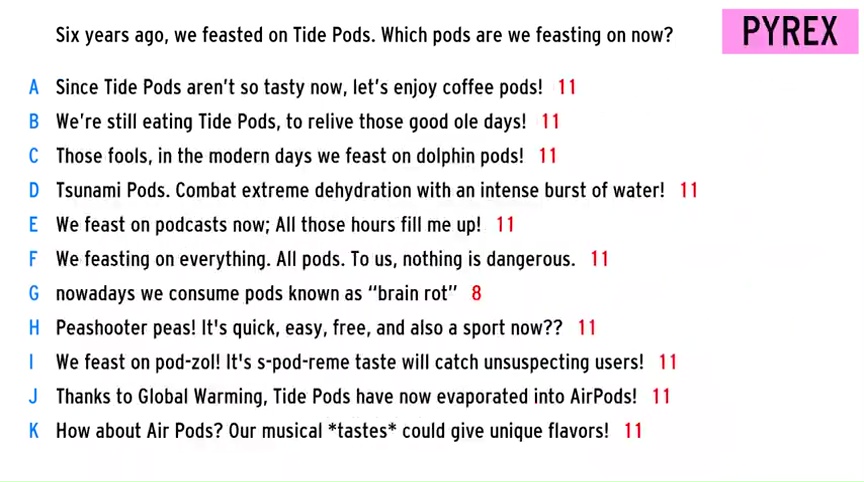 Six years ago, we feasted on Tide Pods. Which pods are we feasting on now?
PYREX
A Since Tide Pods aren't so tasty now, let's enjoy coffee pods! 11
B We're still eating Tide Pods, to relive those good ole days! 11
C Those fools, in the modern days we feast on dolphin pods! 11
D Tsunami Pods. Combat extreme dehydration with an intense burst of water! 11
E We feast on podcasts now; All those hours fill me up! 11
F We feasting on everything. All pods. To us, nothing is dangerous. 11
G nowadays we consume pods known as “brain rot” 8
H Peashooter peas! It's quick, easy, free, and also a sport now?? 11
I We feast on pod-zol! It's s-pod-reme taste will catch unsuspecting users! 11
J Thanks to Global Warming, Tide Pods have now evaporated into AirPods! 11
K How about Air Pods? Our musical *tastes* could give unique flavors! 11